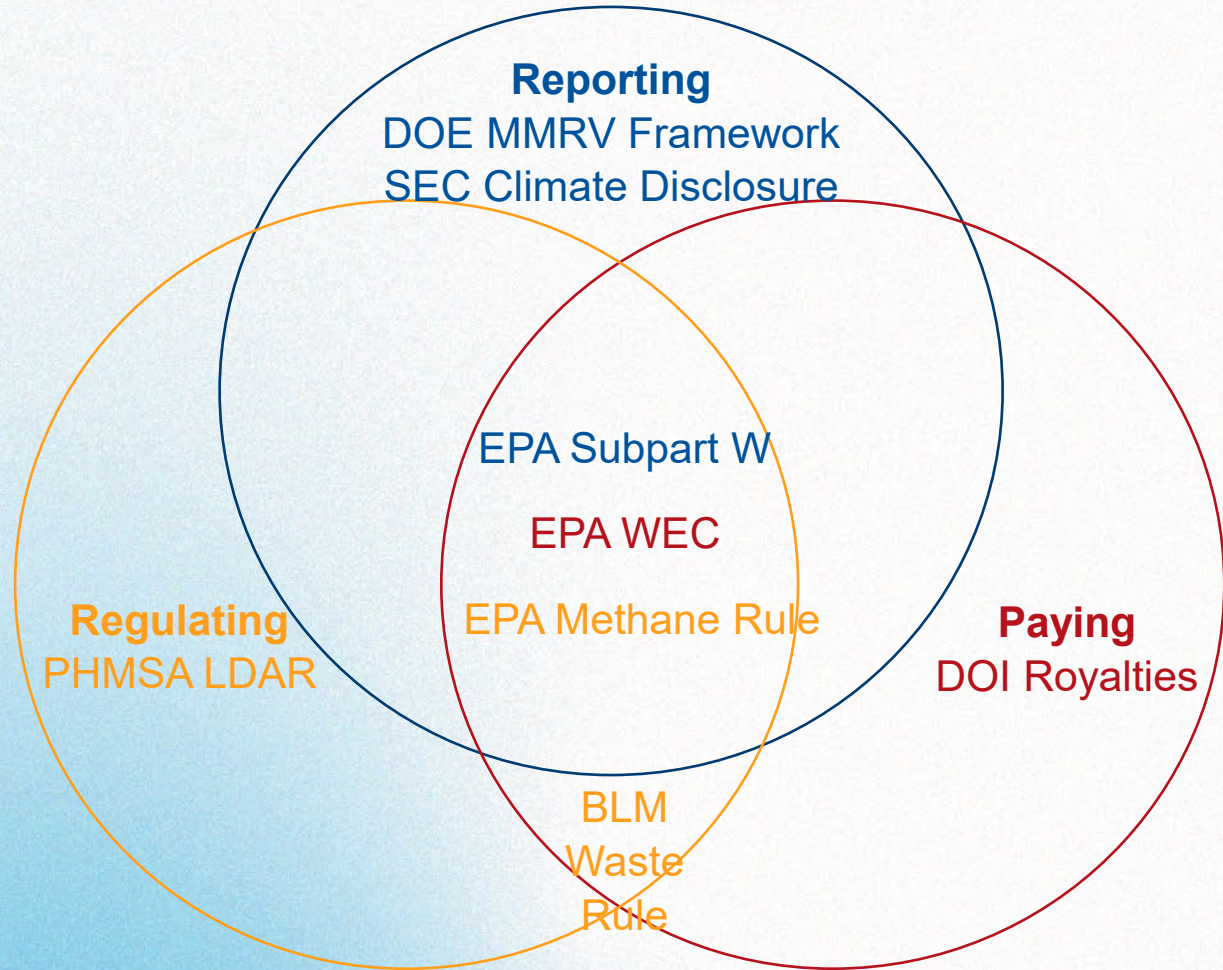 Reporting
DOE MMRV Framework
SEC Climate Disclosure
EPA Subpart W
EPA WEC
EPA Methane Rule
Regulating
PHMSA LDAR
Paying
DOI Royalties
BLM
Waste
Rule